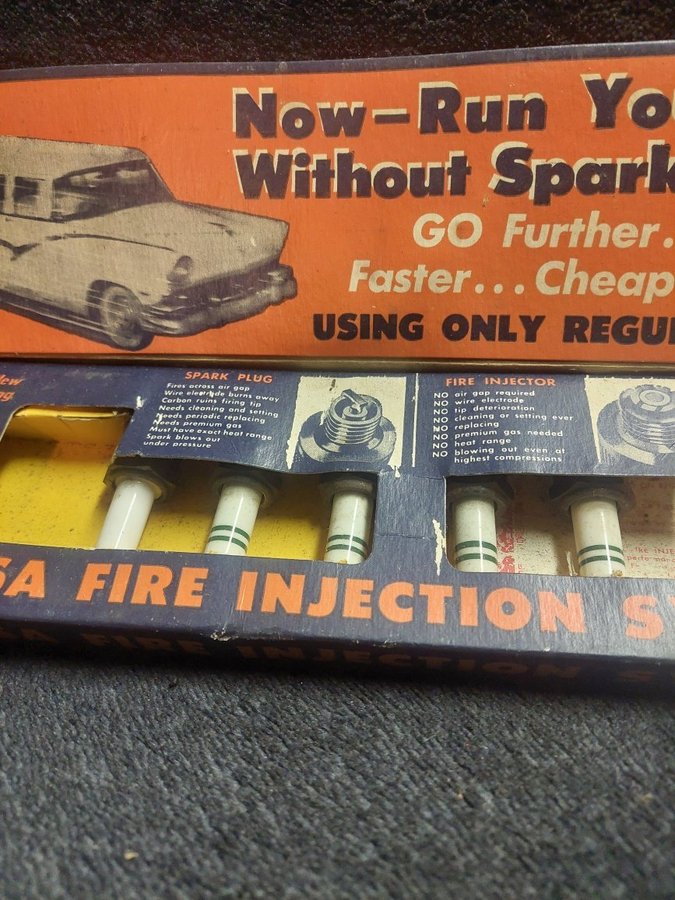 Now—Run Yo
Without Spark
GO Further..
Faster...Cheap
USING ONLY REGU
New
SPARK PLUG
Fires across air gap
Wire electrode burns away
Carbon ruins firing tip
Needs cleaning and setting
Needs periodic replacing
Needs premium gas
Must have exact heat range
Spark blows out
under pressure
FIRE INJECTOR
NO air gap required
NO wire electrode
NO tip deterioration
NO cleaning or setting ever
NO replacing
NO premium gas needed
NO heat range
NO blowing out even at
highest compressions
SA FIRE INJECTION S
SA FIRE INJECTION S